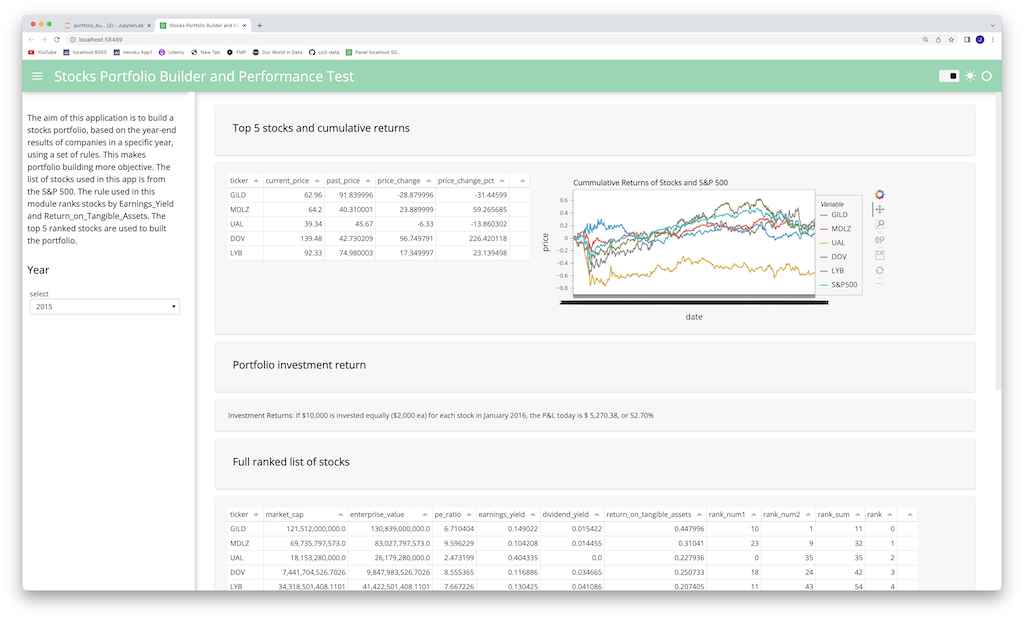 portfolio_bu... (2) - JupyterLab
Stocks Portfolio Builder and Pe
localhost:58489
YouTube localhost 8050 Heroku App1 Udemy New Tab FMP Our World in Data co2-data Panel localhost:50...
Stocks Portfolio Builder and Performance Test
The aim of this application is to build a
stocks portfolio, based on the year-end
results of companies in a specific year,
using a set of rules. This makes
portfolio building more objective. The
list of stocks used in this app is from
the S&P 500. The rule used in this
module ranks stocks by Earnings_Yield
and Return_on_Tangible_Assets. The
top 5 ranked stocks are used to built
the portfolio.
Year
select
2015
Top 5 stocks and cumulative returns
ticker current_price past_price price_change price_change_pct
GILD 62.96 91.839996 -28.879996 -31.44599
MDLZ 64.2 40.310001 23.889999 59.265685
UAL 39.34 45.67 -6.33 -13.860302
DOV 139.48 42.730209 96.749791 226.420118
LYB 92.33 74.980003 17.349997 23.139498
Cummulative Returns of Stocks and S&P 500
price
0.6
0.4
0.2
0
-0.2
-0.4
-0.6
-0.8
date
Variable
GILD
MDLZ
UAL
DOV
LYB
S&P500
Portfolio investment return
Investment Returns: If $10,000 is invested equally ($2,000 ea) for each stock in January 2016, the P&L today is $ 5,270.38, or 52.70%
Full ranked list of stocks
ticker market_cap enterprise_value pe_ratio earnings_yield dividend_yield return_on_tangible_assets rank_num1 rank_num2 rank_sum rank
GILD 121,512,000,000.0 130,839,000,000.0 6.710404 0.149022 0.015422 0.447996 10 1 11 0
MDLZ 69,735,797,573.0 83,027,797,573.0 9.596229 0.104208 0.014455 0.31041 23 9 32 1
UAL 18,153,280,000.0 26,179,280,000.0 2.473199 0.404335 0.0 0.227936 0 35 35 2
DOV 7,441,704,526.7026 9,847,983,526.7026 8.555365 0.116886 0.034665 0.250733 18 24 42 3
LYB 34,318,501,408.1101 41,422,501,408.1101 7.667226 0.130425 0.041086 0.207405 11 43 54 4